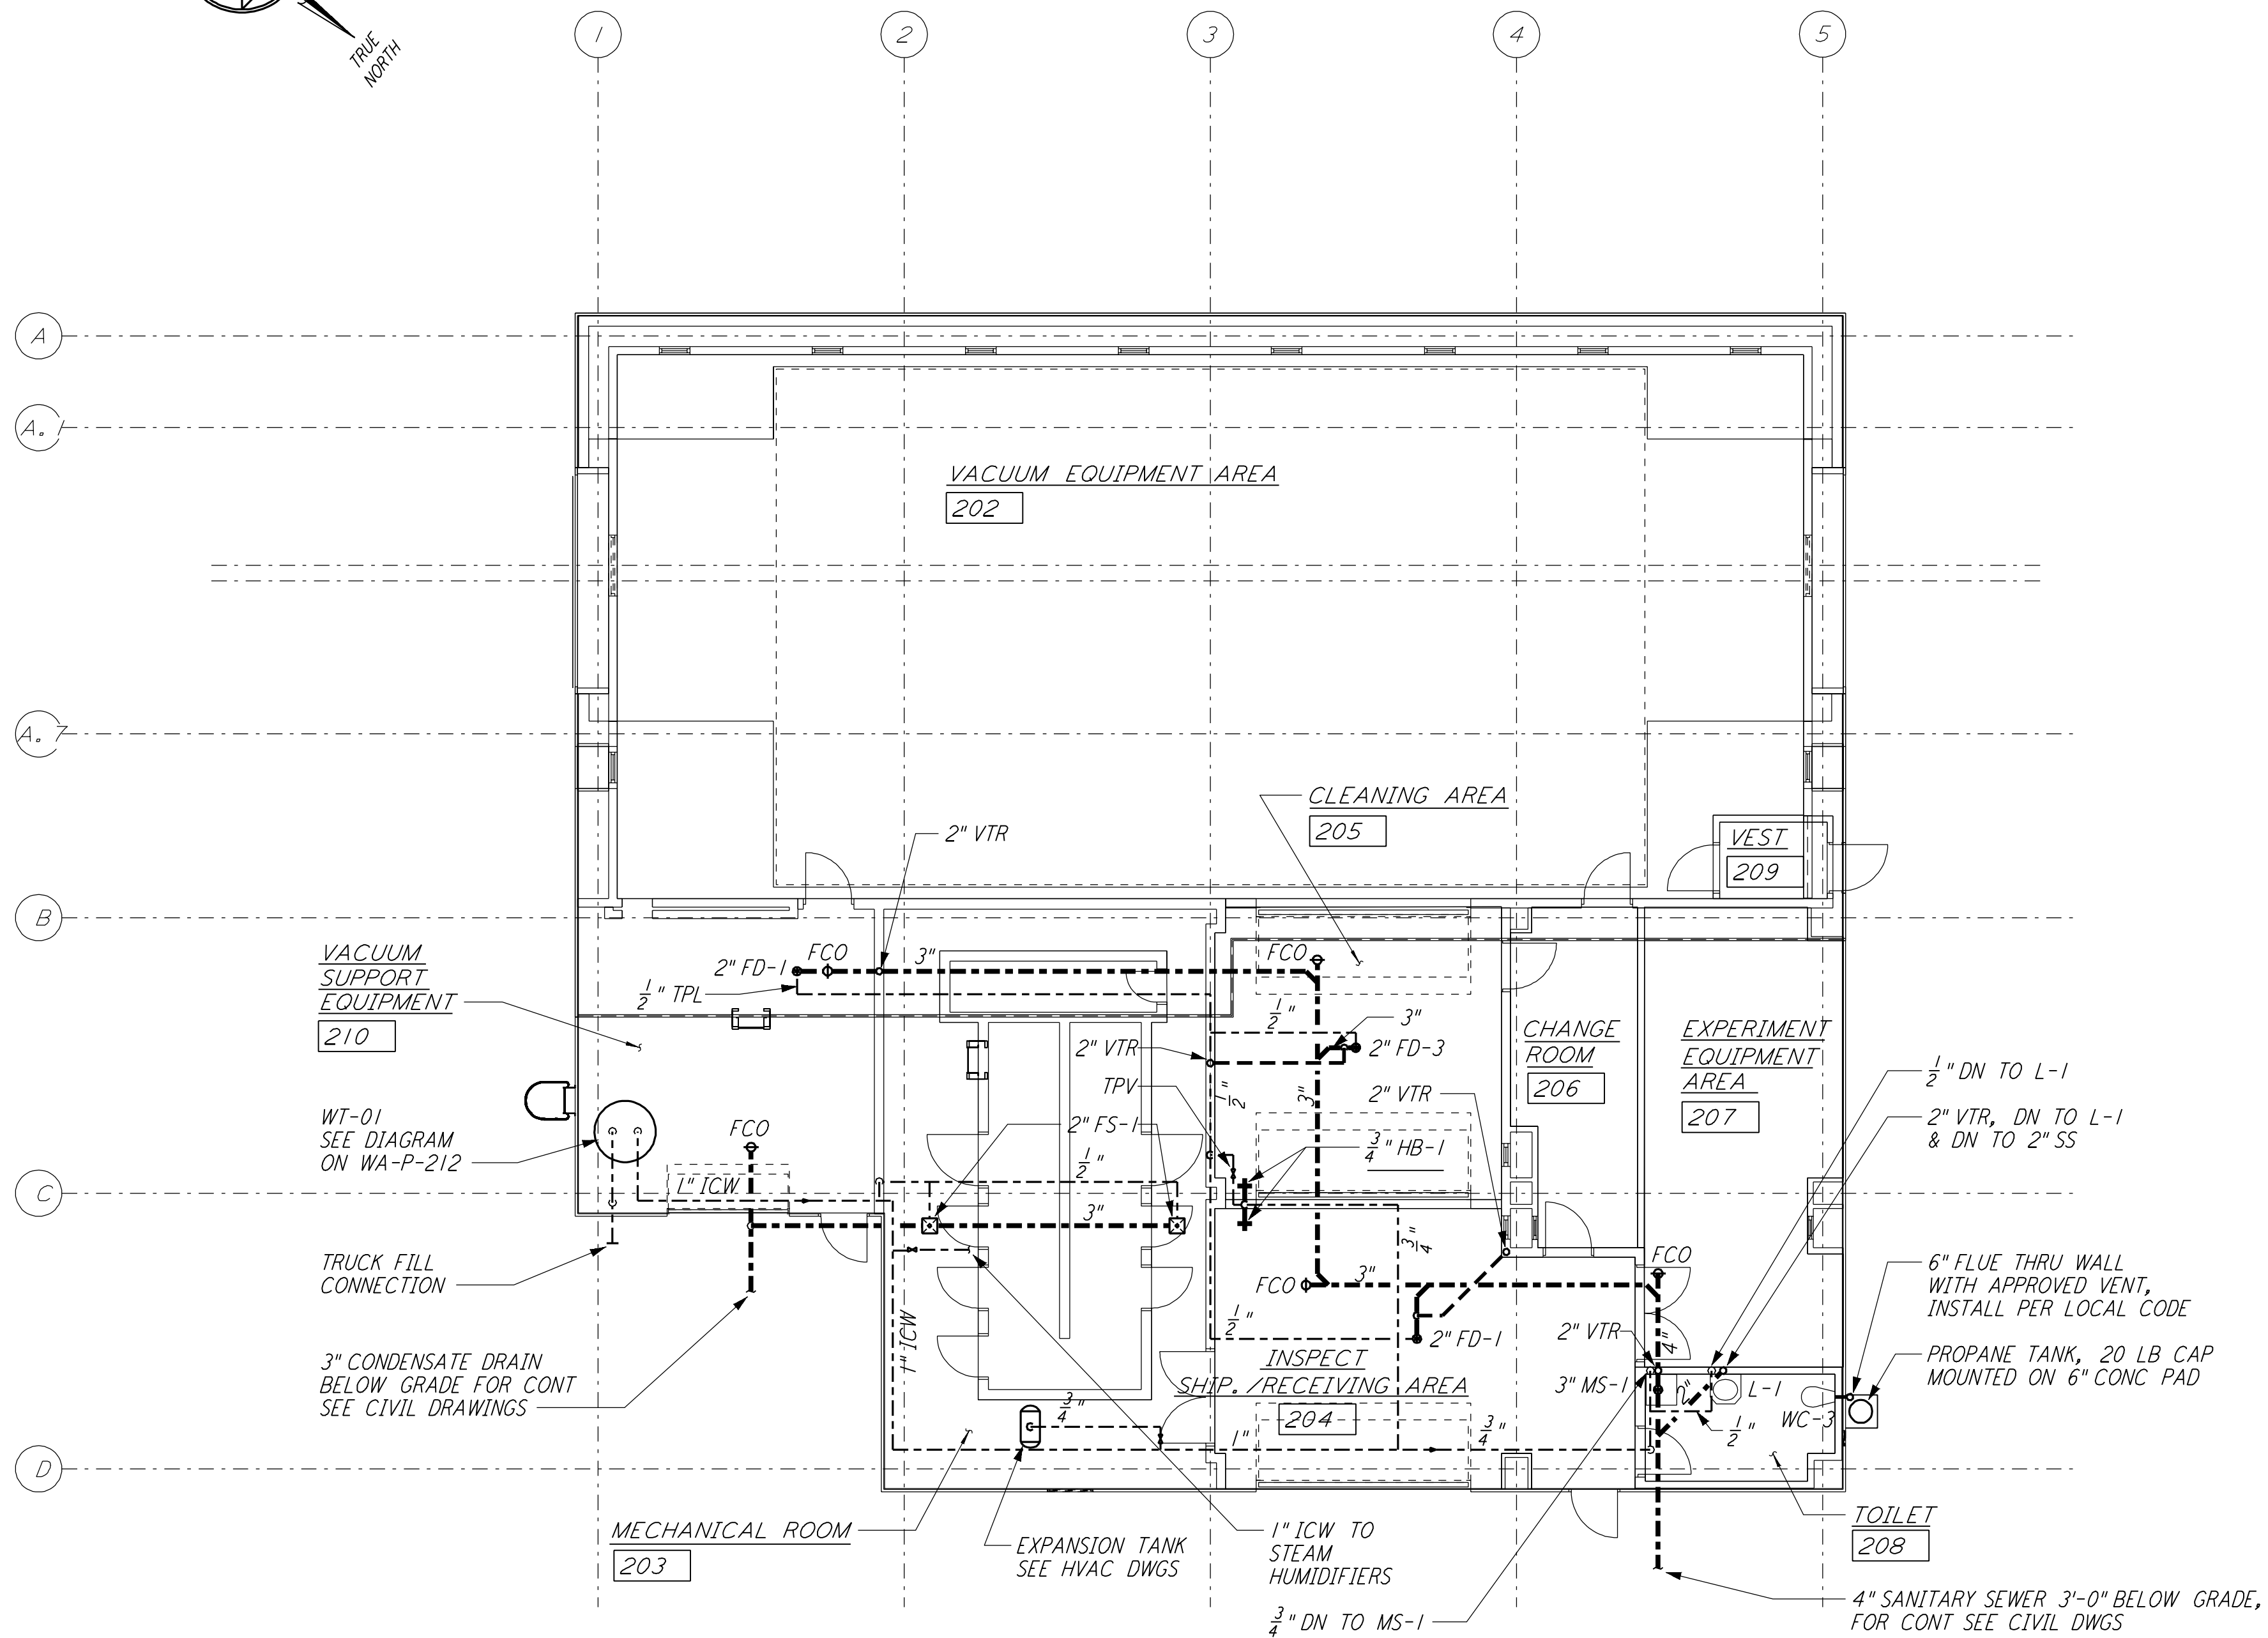 TRUE
NORTH
1
2
3
4
5
A
A.1
A.7
B
C
D
VACUUM EQUIPMENT AREA
202
CLEANING AREA
205
VEST
209
2" VTR
VACUUM
SUPPORT
EQUIPMENT
210
2" FD-1
FCO
3"
1/2" TPL
FCO
1/2"
3"
2" FD-3
2" VTR
TPV
1/2"
3"
2" VTR
2" FS-1
3/4" HB-1
CHANGE
ROOM
206
EXPERIMENT
EQUIPMENT
AREA
207
1/2" DN TO L-1
2" VTR, DN TO L-1
& DN TO 2" SS
WT-01
SEE DIAGRAM
ON WA-P-212
FCO
1" ICW
1/2"
3"
3/4
TRUCK FILL
CONNECTION
FCO
3"
FCO
6" FLUE THRU WALL
WITH APPROVED VENT,
INSTALL PER LOCAL CODE
1" ICW
1/2"
2" FD-1
2" VTR
4"
3" CONDENSATE DRAIN
BELOW GRADE FOR CONT
SEE CIVIL DRAWINGS
INSPECT
SHIP./RECEIVING AREA
204
3" MS-1
2"
L-1
WC-3
1/2"
PROPANE TANK, 20 LB CAP
MOUNTED ON 6" CONC PAD
3/4"
1"
3/4"
MECHANICAL ROOM
203
EXPANSION TANK
SEE HVAC DWGS
1" ICW TO
STEAM
HUMIDIFIERS
3/4" DN TO MS-1
TOILET
208
4" SANITARY SEWER 3'-0" BELOW GRADE,
FOR CONT SEE CIVIL DWGS